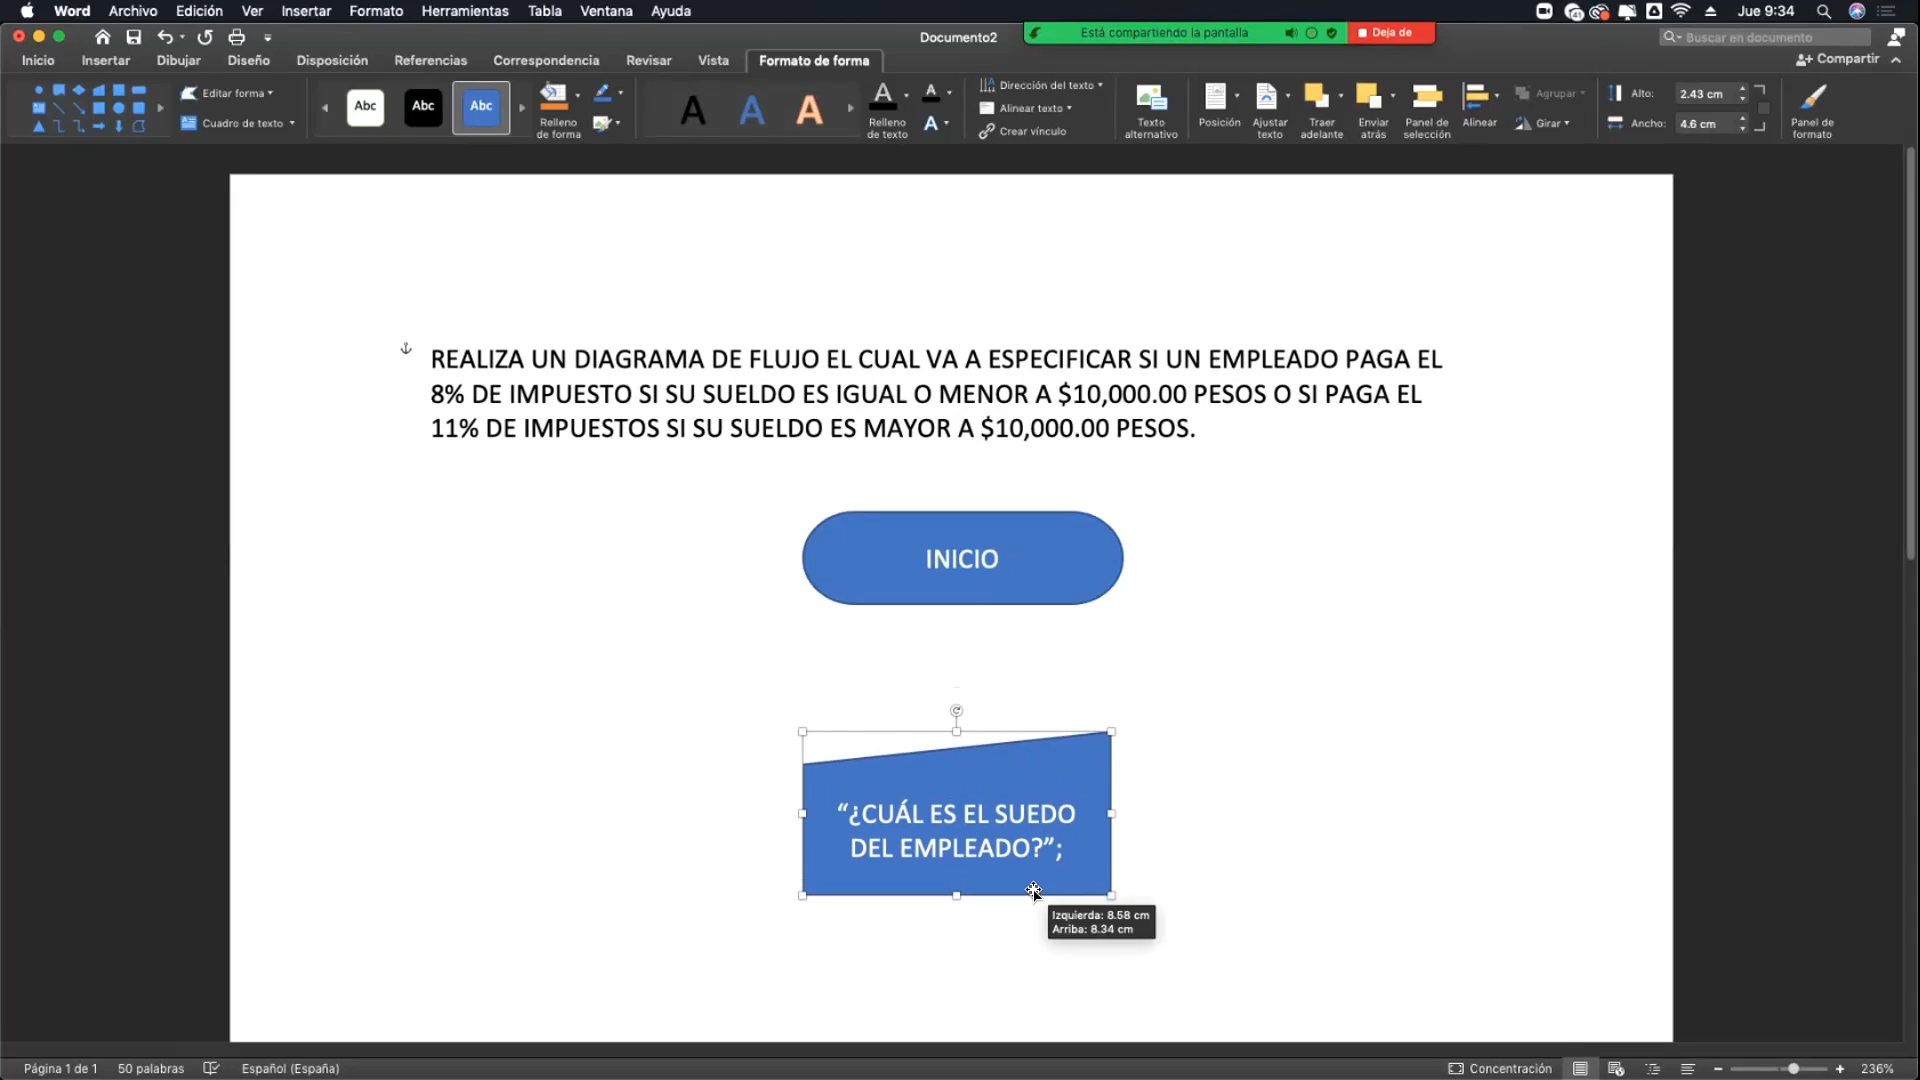 Word Archivo Edición Ver Insertar Formato Herramientas Tabla Ventana Ayuda
41
Jue 9:34
Documento2
Está compartiendo la pantalla
Deja de
Buscar en documento
Inicio Insertar Dibujar Diseño Disposición Referencias Correspondencia Revisar Vista Formato de forma
Compartir
Editar forma
Cuadro de texto
Abc Abc Abc
Relleno de forma
A A A
Relleno de texto
Dirección del texto
Alinear texto
Crear vínculo
Texto alternativo
Posición
Ajustar texto
Traer adelante
Enviar atrás
Panel de selección
Alinear
Agrupar
Girar
Alto: 2.43 cm
Ancho: 4.6 cm
Panel de formato
REALIZA UN DIAGRAMA DE FLUJO EL CUAL VA A ESPECIFICAR SI UN EMPLEADO PAGA EL
8% DE IMPUESTO SI SU SUELDO ES IGUAL O MENOR A $10,000.00 PESOS O SI PAGA EL
11% DE IMPUESTOS SI SU SUELDO ES MAYOR A $10,000.00 PESOS.
INICIO
“¿CUÁL ES EL SUEDO
DEL EMPLEADO?”;
Izquierda: 8.58 cm
Arriba: 8.34 cm
Página 1 de 1 50 palabras Español (España)
Concentración
236%